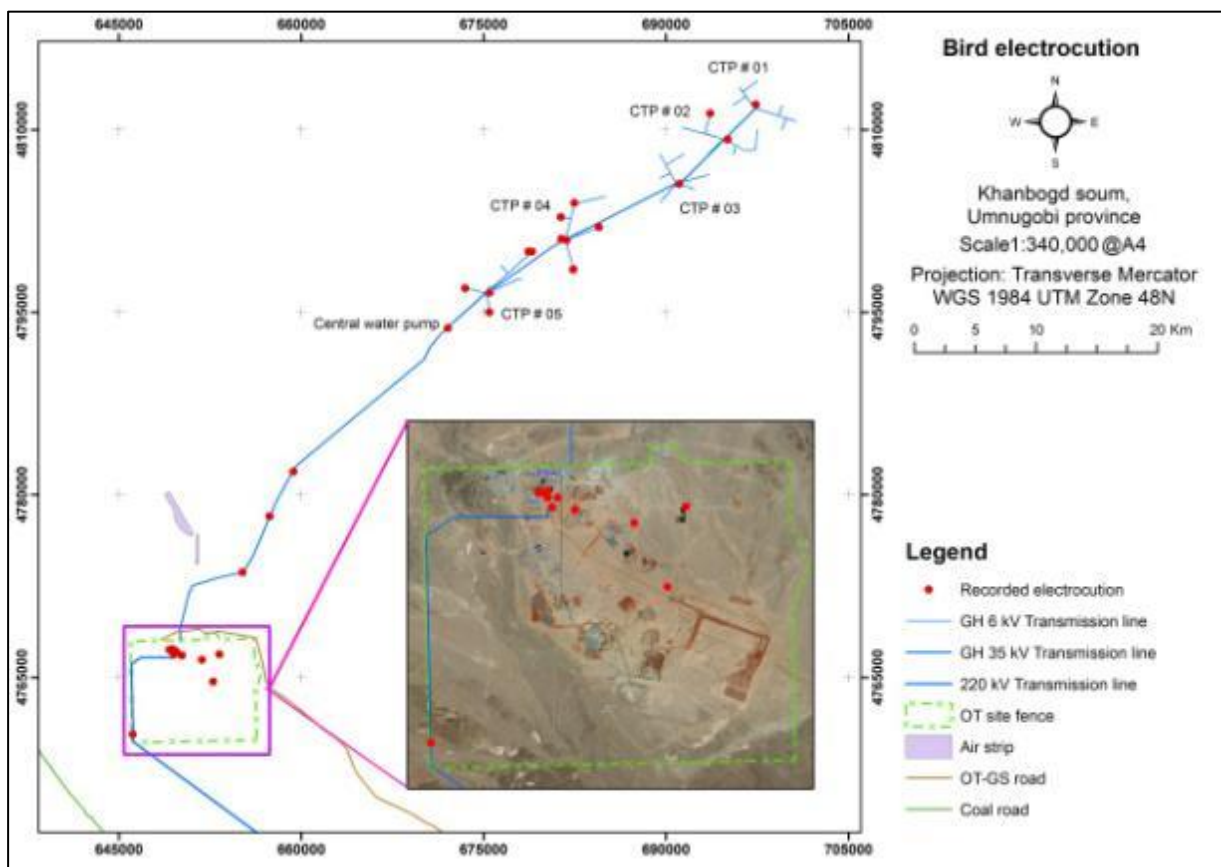 645000 660000 675000 690000 705000
Bird electrocution
N
W E
S
Khanbogd soum,
Umnugobi province
Scale1:340,000 @A4
Projection: Transverse Mercator
WGS 1984 UTM Zone 48N
0 5 10 20 Km
CTP # 01
CTP # 02
CTP # 03
CTP # 04
CTP # 05
Central water pump
4810000 4810000
4795000 4795000
4780000 4780000
4765000 4765000
Legend
Recorded electrocution
GH 6 kV Transmission line
GH 35 kV Transmission line
220 kV Transmission line
OT site fence
Air strip
OT-GS road
Coal road
645000 660000 675000 690000 705000